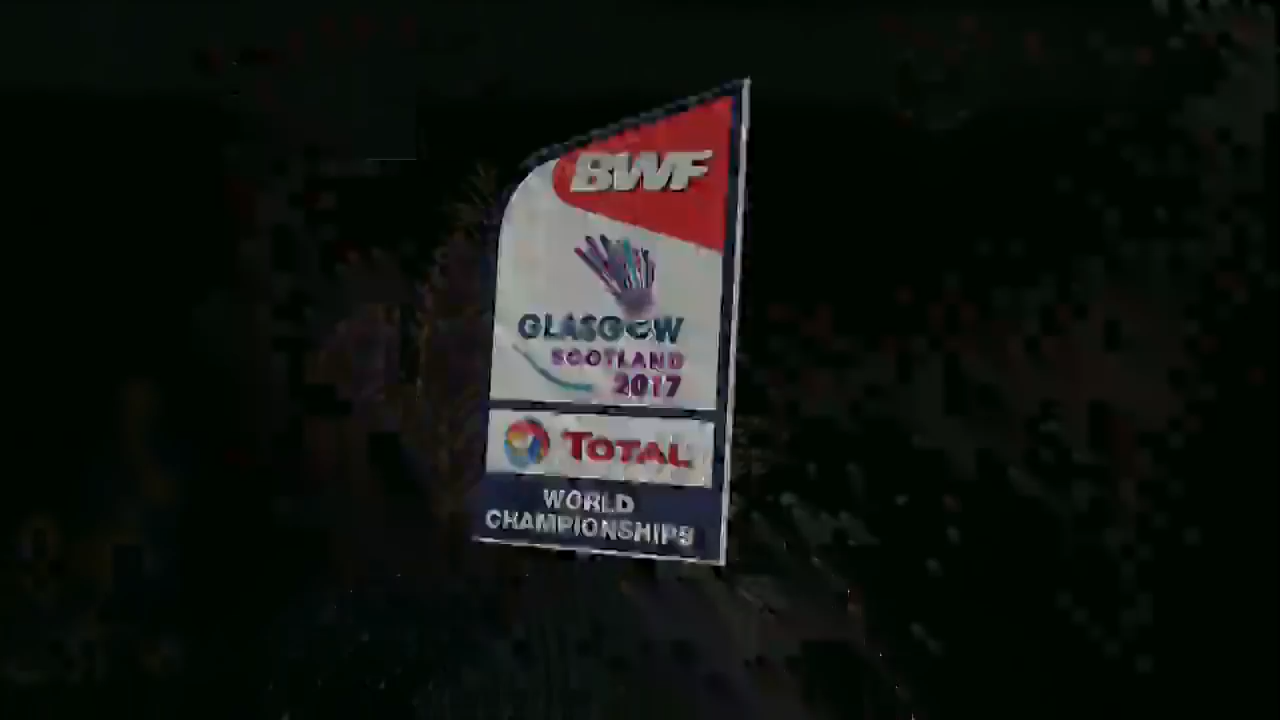 BWF
GLASGOW
SCOTLAND
2017
TOTAL
WORLD
CHAMPIONSHIPS